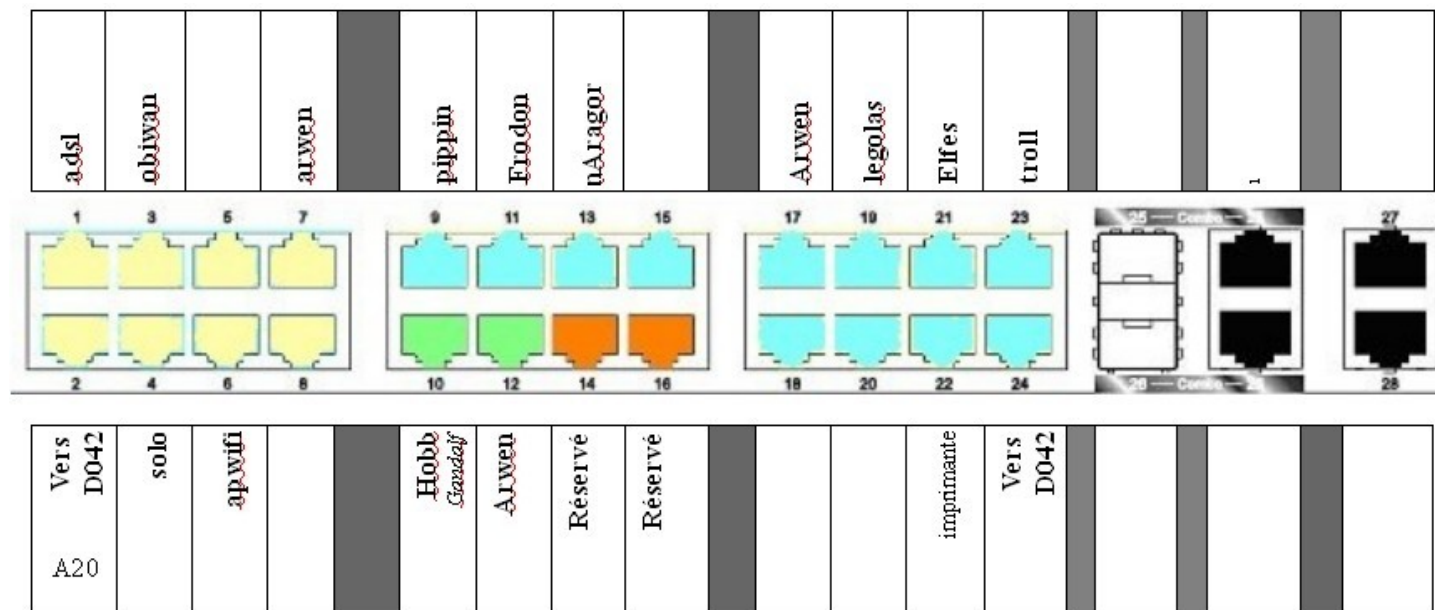 adsl
obiwan
arwen
pippin
Frodon
nAragor
Arwen
legolas
Elfes
troll
1
1 3 5 7 9 11 13 15 17 19 21 23 25 Combo 27
2 4 6 8 10 12 14 16 18 20 22 24 26 Combo 28
Vers
D042
A20
solo
apwifi
Hobb
Gandalf
Arwen
Réservé
Réservé
imprimante
Vers
D042